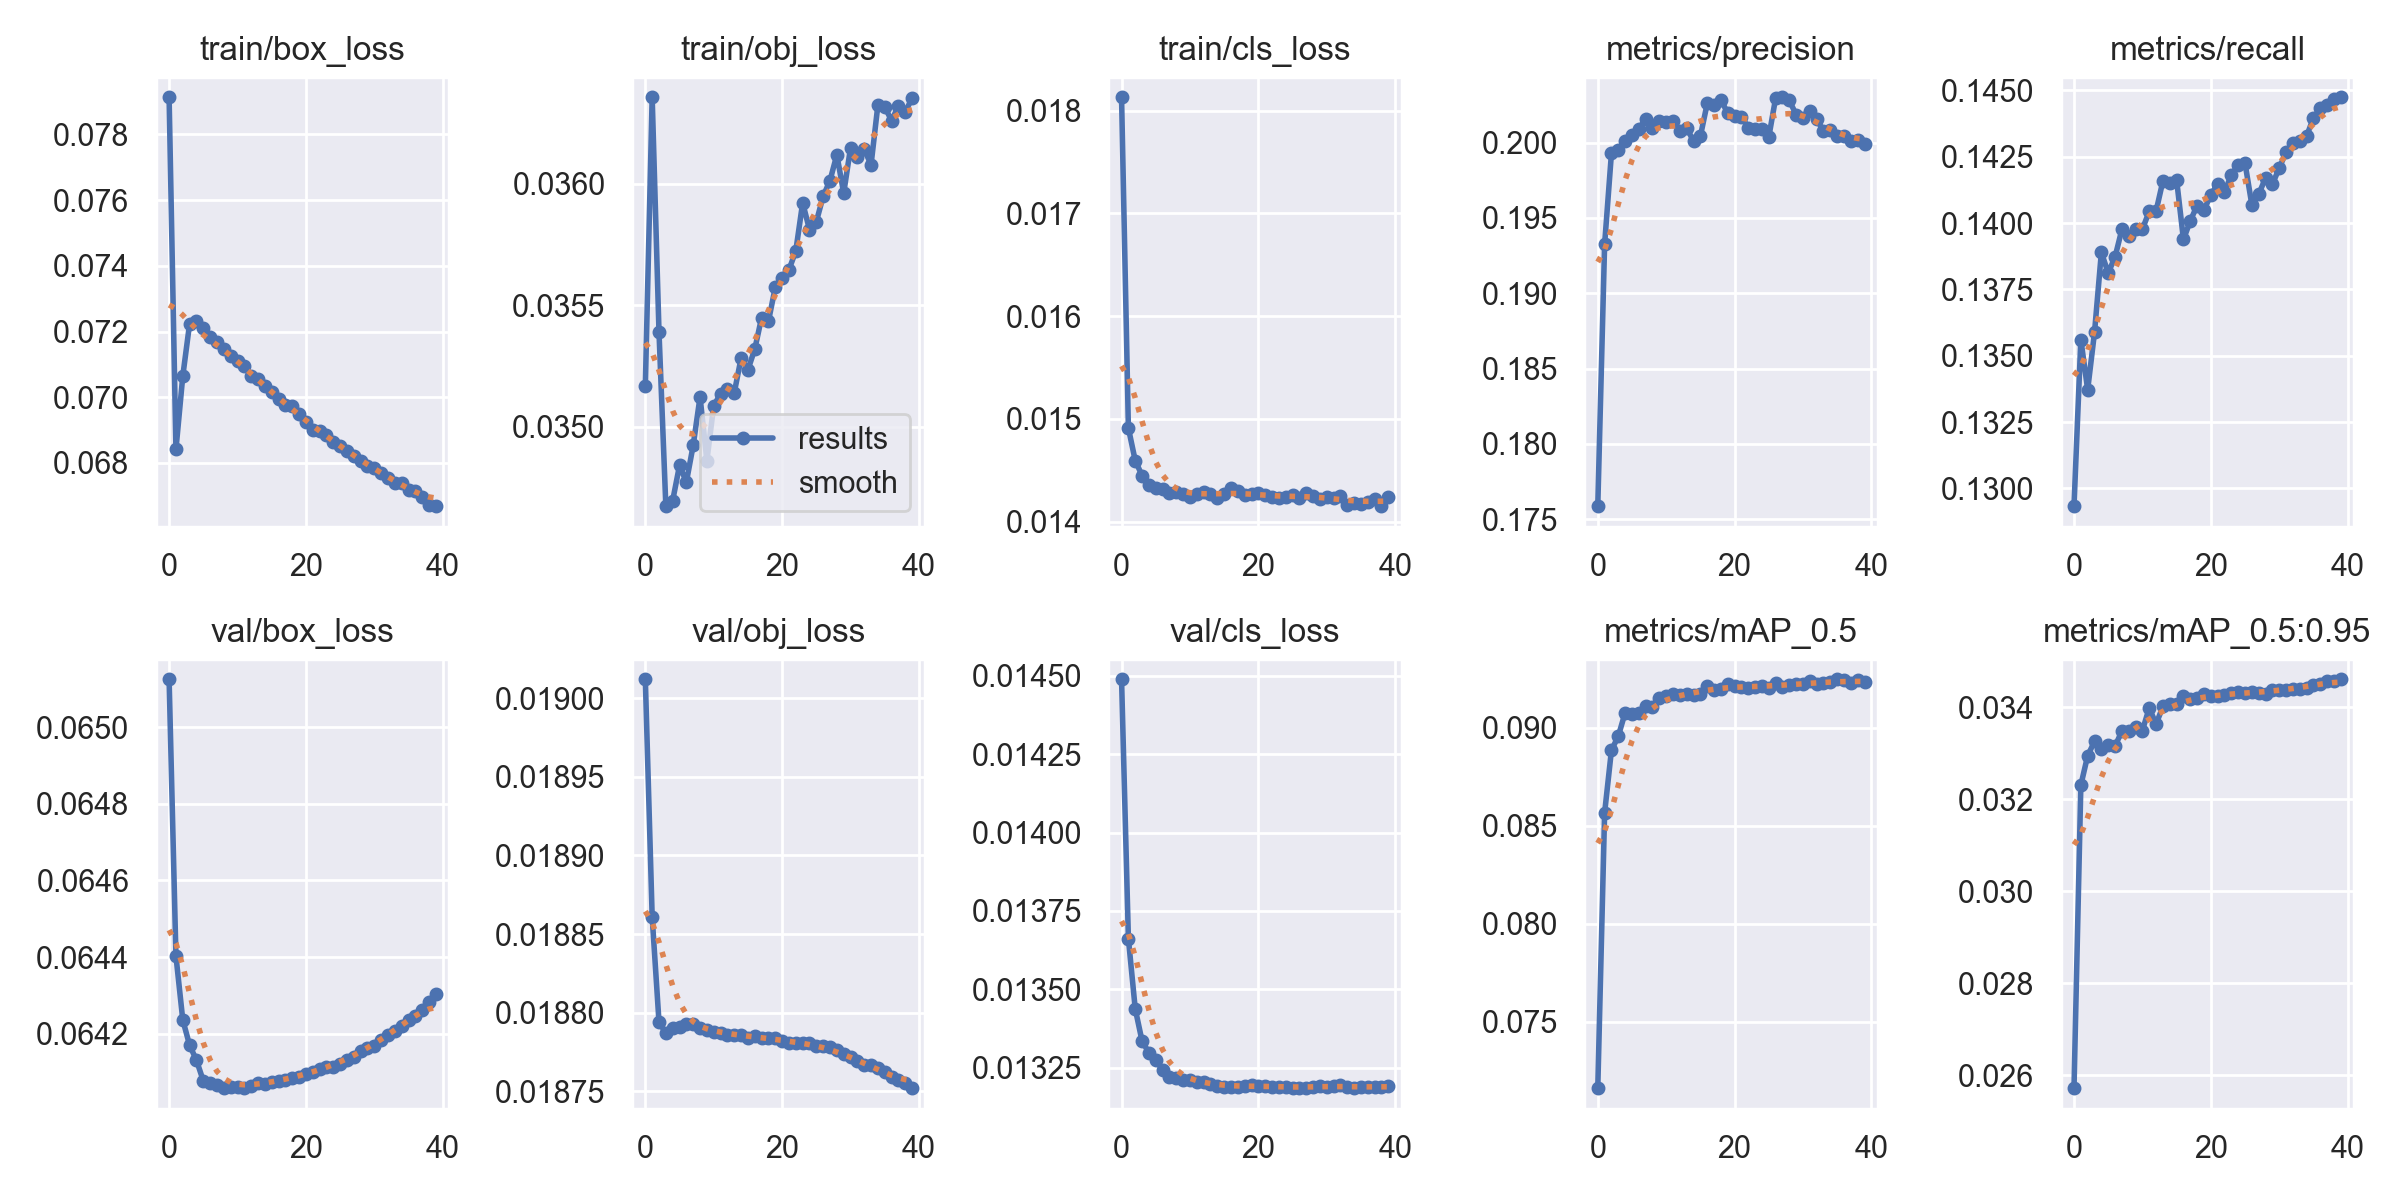 train/box_loss
0.078
0.076
0.074
0.072
0.070
0.068
0 20 40
train/obj_loss
0.0360
0.0355
0.0350
results
smooth
0 20 40
train/cls_loss
0.018
0.017
0.016
0.015
0.014
0 20 40
metrics/precision
0.200
0.195
0.190
0.185
0.180
0.175
0 20 40
metrics/recall
0.1450
0.1425
0.1400
0.1375
0.1350
0.1325
0.1300
0 20 40
val/box_loss
0.0650
0.0648
0.0646
0.0644
0.0642
0 20 40
val/obj_loss
0.01900
0.01895
0.01890
0.01885
0.01880
0.01875
0 20 40
val/cls_loss
0.01450
0.01425
0.01400
0.01375
0.01350
0.01325
0 20 40
metrics/mAP_0.5
0.090
0.085
0.080
0.075
0 20 40
metrics/mAP_0.5:0.95
0.034
0.032
0.030
0.028
0.026
0 20 40